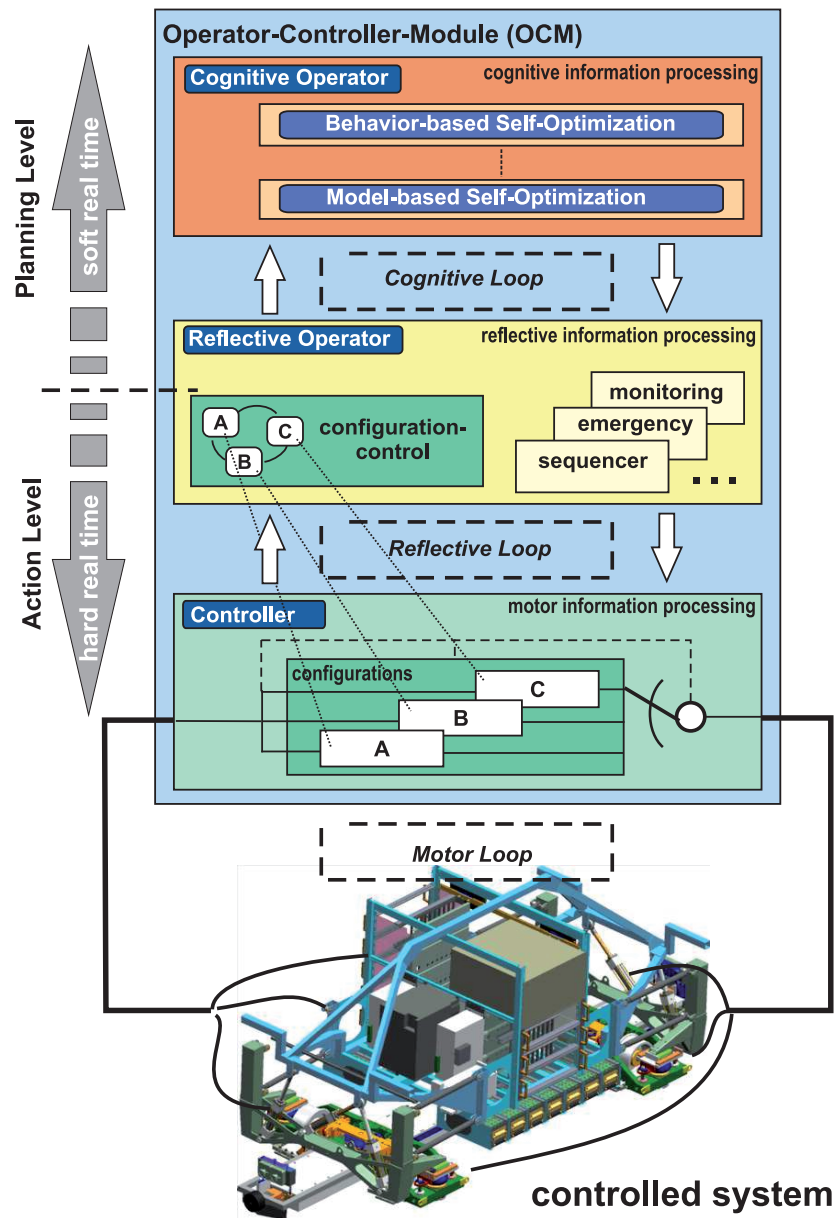 Operator-Controller-Module (OCM)
Cognitive Operator
cognitive information processing
Behavior-based Self-Optimization
Model-based Self-Optimization
Planning Level
soft real time
Cognitive Loop
Reflective Operator
reflective information processing
A
C
B
configuration-
control
monitoring
emergency
sequencer
...
Action Level
hard real time
Reflective Loop
Controller
motor information processing
configurations
C
B
A
Motor Loop
controlled system